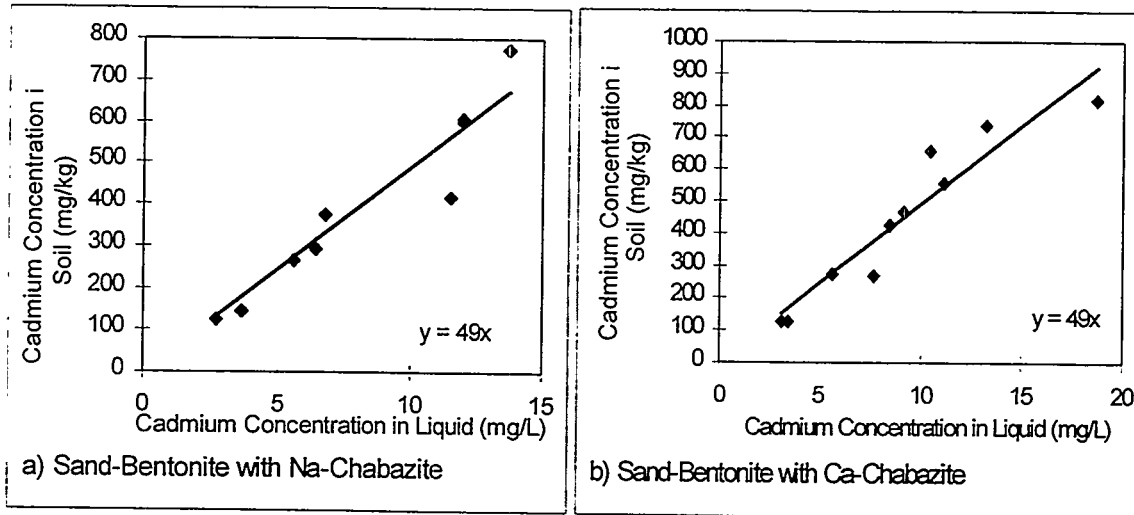 800
700
600
500
400
300
200
100
0
Cadmium Concentration i
Soil (mg/kg)
y = 49x
0 5 10 15
Cadmium Concentration in Liquid (mg/L)
a) Sand-Bentonite with Na-Chabazite
1000
900
800
700
600
500
400
300
200
100
0
Cadmium Concentration i
Soil (mg/kg)
y = 49x
0 5 10 15 20
Cadmium Concentration in Liquid (mg/L)
b) Sand-Bentonite with Ca-Chabazite